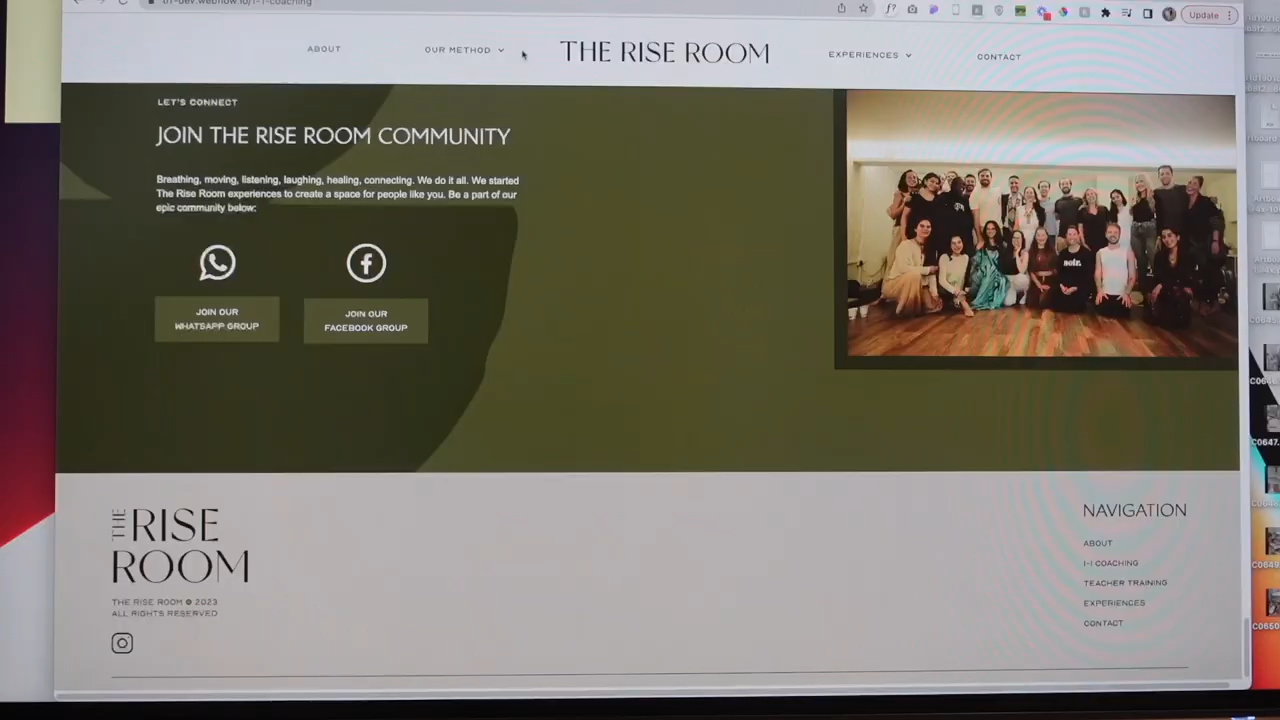 Update
ABOUT
OUR METHOD
THE RISE ROOM
EXPERIENCES
CONTACT
LET'S CONNECT
JOIN THE RISE ROOM COMMUNITY
Breathing, moving, listening, laughing, healing, connecting. We do it all. We started
The Rise Room experiences to create a space for people like you. Be a part of our
epic community below:
JOIN OUR
WHATSAPP GROUP
JOIN OUR
FACEBOOK GROUP
noir.
THE RISE
ROOM
THE RISE ROOM © 2023
ALL RIGHTS RESERVED
NAVIGATION
ABOUT
1-1 COACHING
TEACHER TRAINING
EXPERIENCES
CONTACT